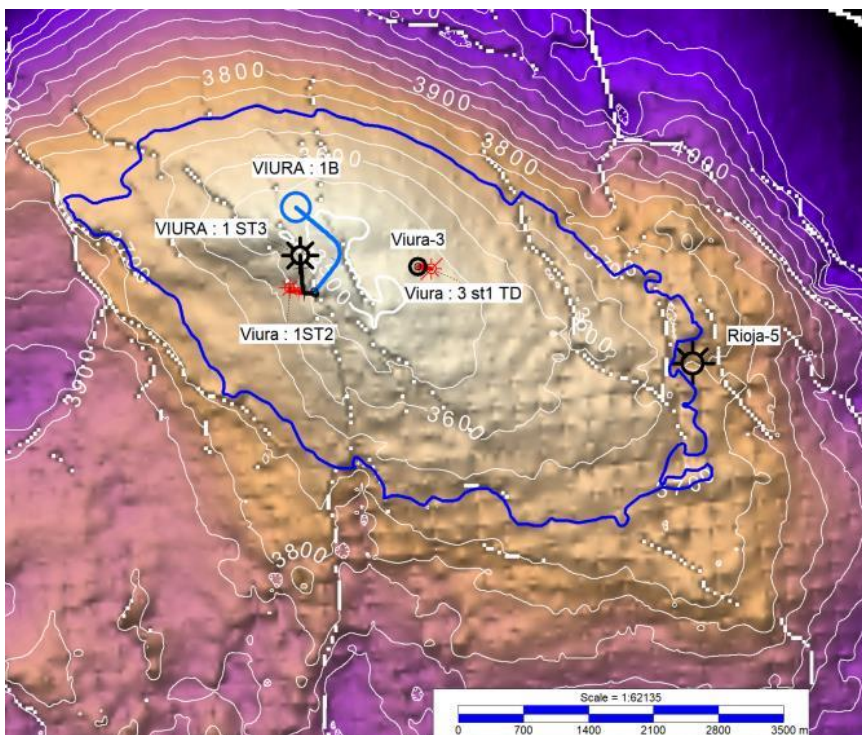 3900
3800
4000
3800
VIURA : 1B
VIURA : 1 ST3
Viura-3
Viura : 3 st1 TD
Viura : 1ST2
Rioja-5
3600
3900
3800
Scale = 1:62135
0 700 1400 2100 2800 3500 m